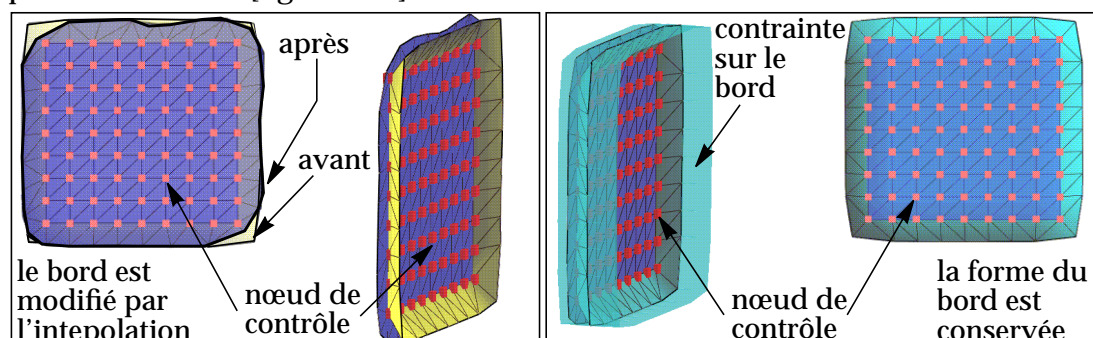 après
avant
le bord est
modifié par
l'intepolation
nœud de
contrôle
contrainte
sur le
bord
nœud de
contrôle
la forme du
bord est
conservée